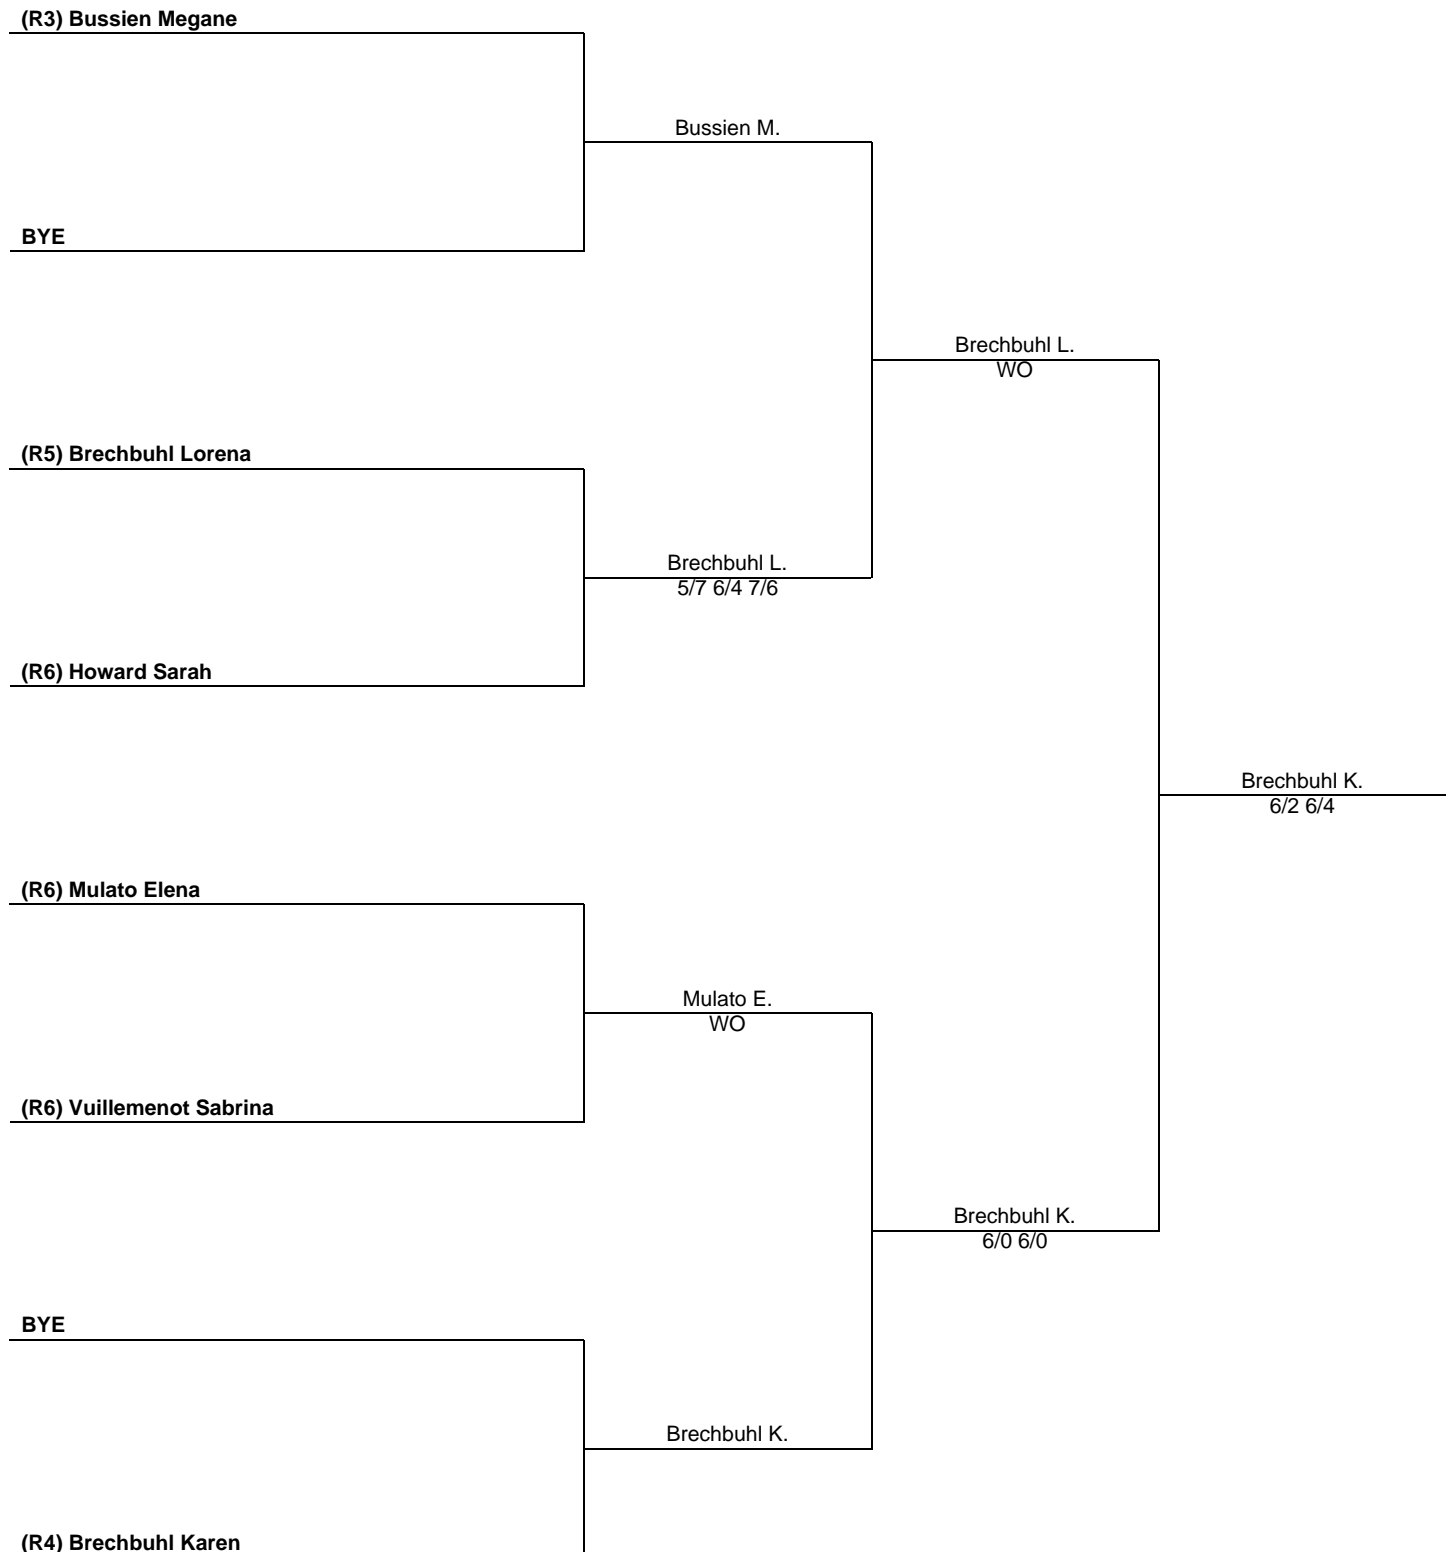 (R3) Bussien Megane
Bussien M.
BYE
Brechbuhl L.
WO
(R5) Brechbuhl Lorena
Brechbuhl L.
5/7 6/4 7/6
(R6) Howard Sarah
Brechbuhl K.
6/2 6/4
(R6) Mulato Elena
Mulato E.
WO
(R6) Vuillemenot Sabrina
Brechbuhl K.
6/0 6/0
BYE
Brechbuhl K.
(R4) Brechbuhl Karen